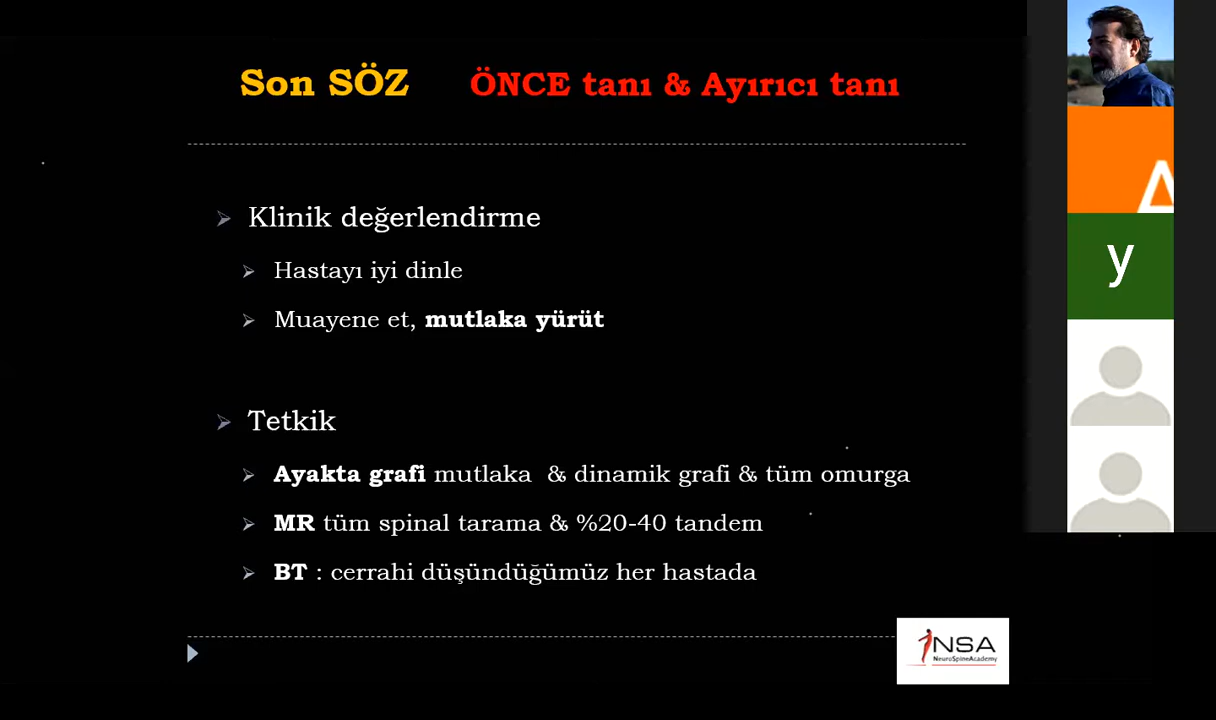 Son SÖZ ÖNCE tanı & Ayırıcı tanı
Klinik değerlendirme
Hastayı iyi dinle
Muayene et, mutlaka yürüt
Tetkik
Ayakta grafi mutlaka & dinamik grafi & tüm omurga
MR tüm spinal tarama & %20-40 tandem
BT : cerrahi düşündüğümüz her hastada
NSA
NeuroSpineAcademy
A
y